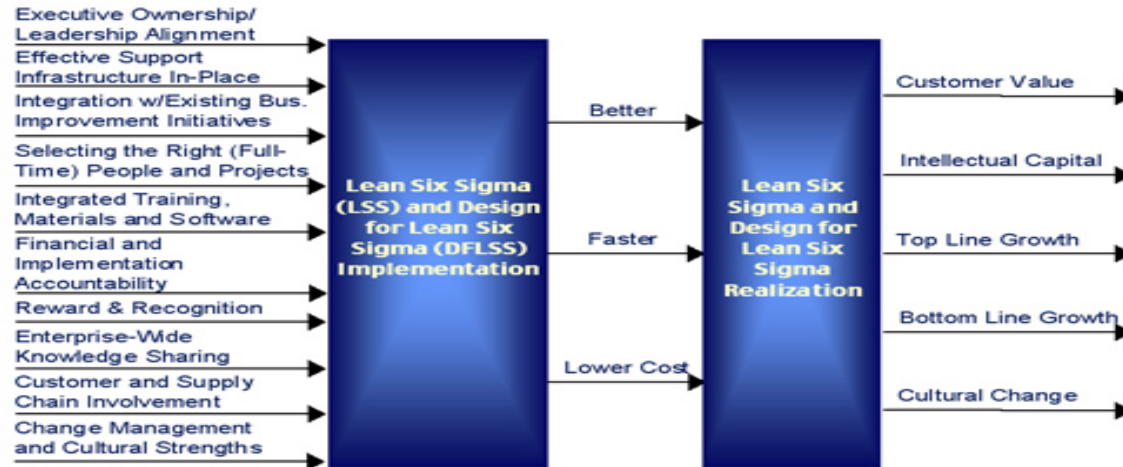 Executive Ownership/
Leadership Alignment
Effective Support
Infrastructure In-Place
Integration w/Existing Bus.
Improvement Initiatives
Selecting the Right (Full-
Time) People and Projects
Integrated Training,
Materials and Software
Financial and
Implementation
Accountability
Reward & Recognition
Enterprise-Wide
Knowledge Sharing
Customer and Supply
Chain Involvement
Change Management
and Cultural Strengths
Lean Six Sigma
(LSS) and Design
for Lean Six
Sigma (DFLSS)
Implementation
Better
Faster
Lower Cost
Lean Six
Sigma and
Design for
Lean Six
Sigma
Realization
Customer Value
Intellectual Capital
Top Line Growth
Bottom Line Growth
Cultural Change